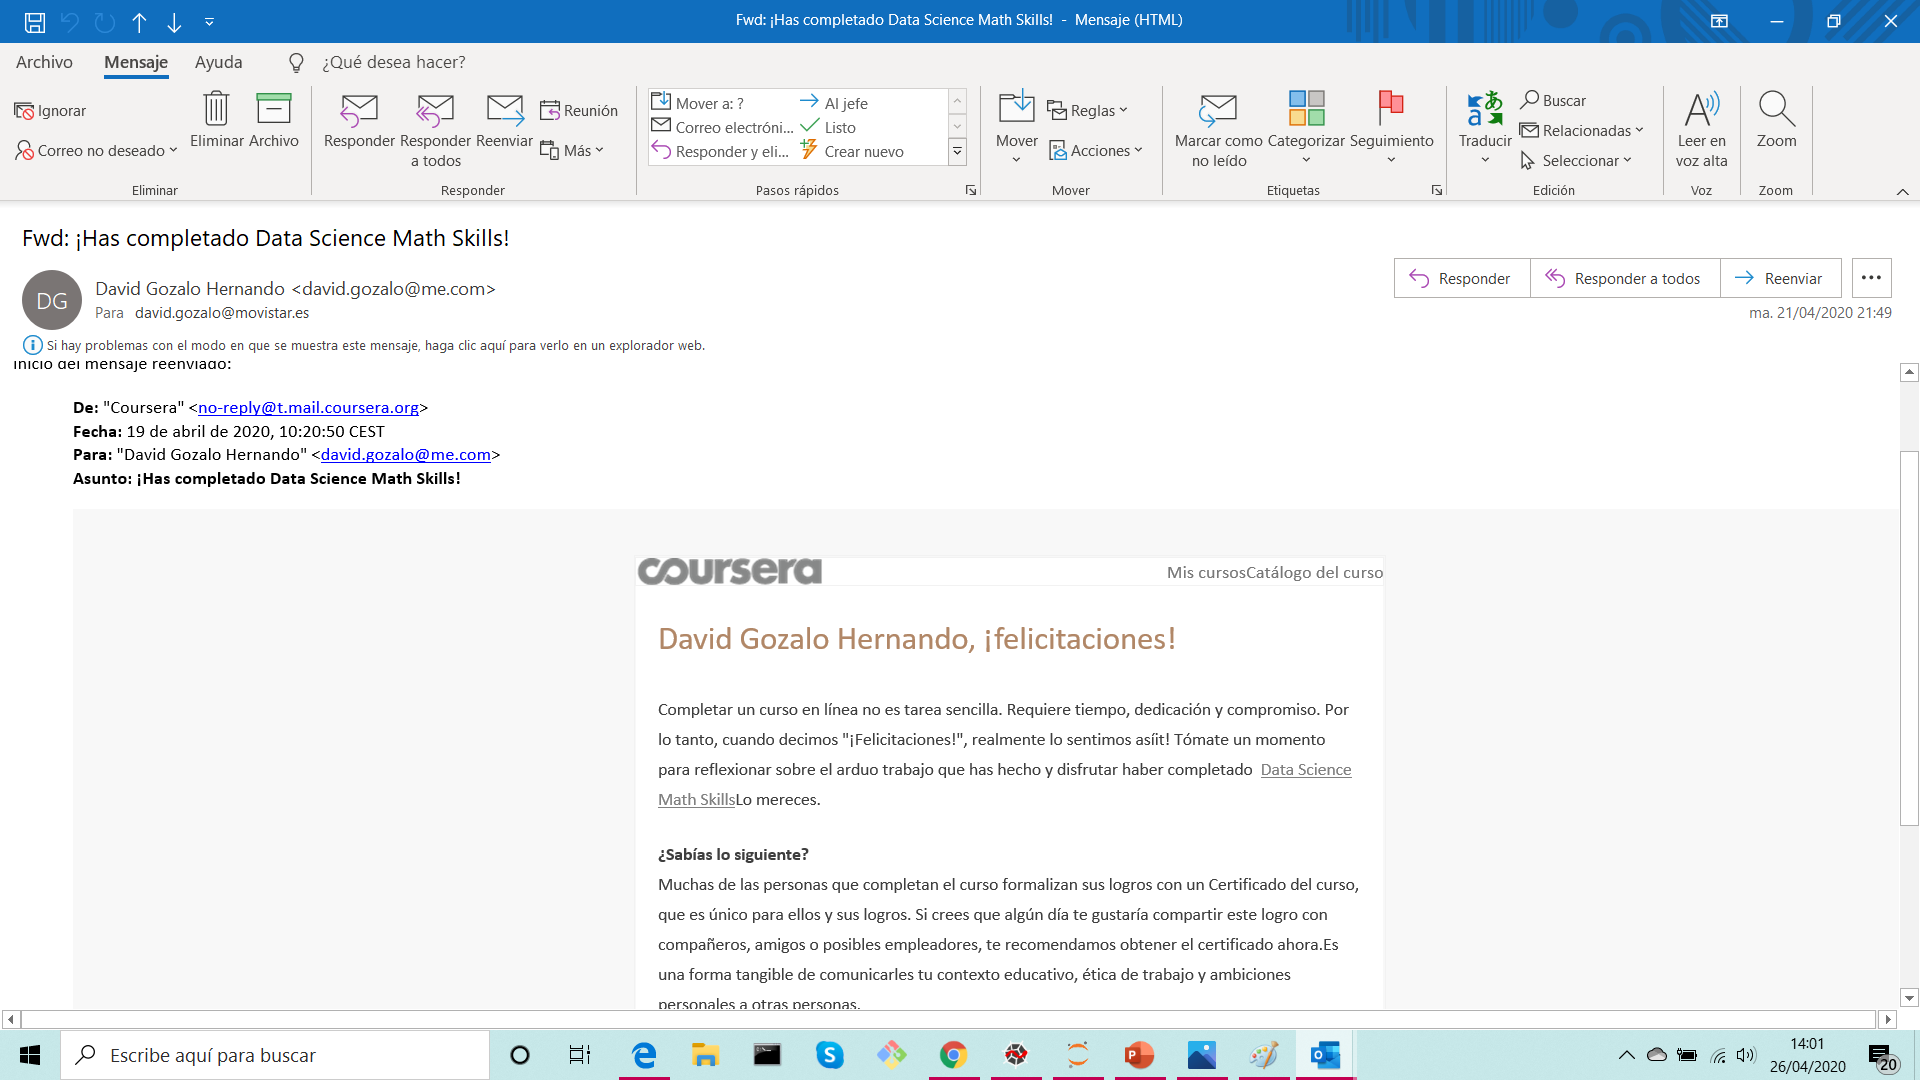 Fwd: ¡Has completado Data Science Math Skills!  -  Mensaje (HTML)
Archivo Mensaje Ayuda ¿Qué desea hacer?
Ignorar
Correo no deseado
Eliminar
Archivo
Eliminar
Responder
Responder a todos
Reenviar
Reunión
Más
Responder
Mover a: ?
Correo electróni...
Responder y eli...
Al jefe
Listo
Crear nuevo
Pasos rápidos
Mover
Reglas
Acciones
Mover
Marcar como no leído
Categorizar
Seguimiento
Etiquetas
Traducir
Buscar
Relacionadas
Seleccionar
Edición
Leer en voz alta
Voz
Zoom
Zoom
Fwd: ¡Has completado Data Science Math Skills!
DG
David Gozalo Hernando <david.gozalo@me.com>
Para david.gozalo@movistar.es
Responder Responder a todos Reenviar
ma. 21/04/2020 21:49
Si hay problemas con el modo en que se muestra este mensaje, haga clic aquí para verlo en un explorador web.
Inicio del mensaje reenviado:
De: "Coursera" <no-reply@t.mail.coursera.org>
Fecha: 19 de abril de 2020, 10:20:50 CEST
Para: "David Gozalo Hernando" <david.gozalo@me.com>
Asunto: ¡Has completado Data Science Math Skills!
coursera
Mis cursosCatálogo del curso
David Gozalo Hernando, ¡felicitaciones!
Completar un curso en línea no es tarea sencilla. Requiere tiempo, dedicación y compromiso. Por
lo tanto, cuando decimos "¡Felicitaciones!", realmente lo sentimos asíit! Tómate un momento
para reflexionar sobre el arduo trabajo que has hecho y disfrutar haber completado  Data Science
Math SkillsLo mereces.
¿Sabías lo siguiente?
Muchas de las personas que completan el curso formalizan sus logros con un Certificado del curso,
que es único para ellos y sus logros. Si crees que algún día te gustaría compartir este logro con
compañeros, amigos o posibles empleadores, te recomendamos obtener el certificado ahora.Es
una forma tangible de comunicarles tu contexto educativo, ética de trabajo y ambiciones
personales a otras personas.
Escribe aquí para buscar
14:01
26/04/2020
20